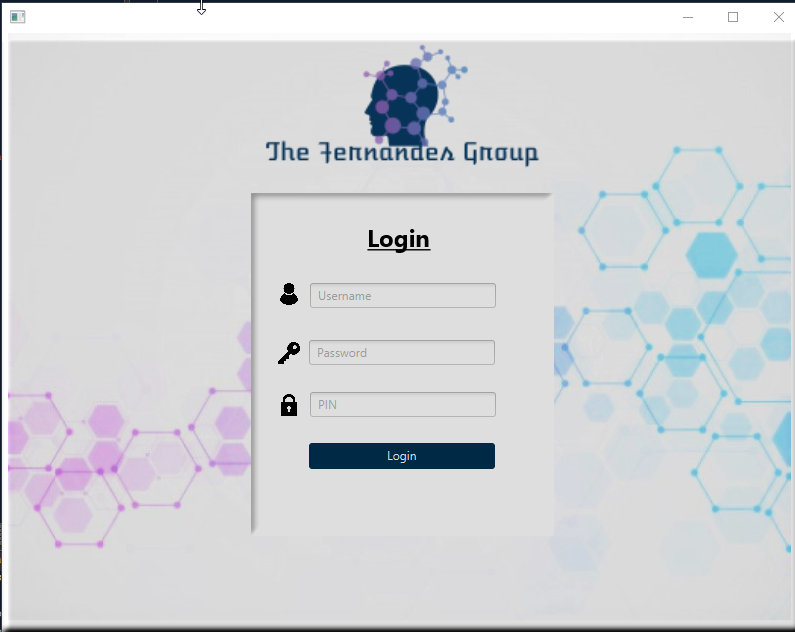 The Fernandes Group
Login
Username
Password
PIN
Login